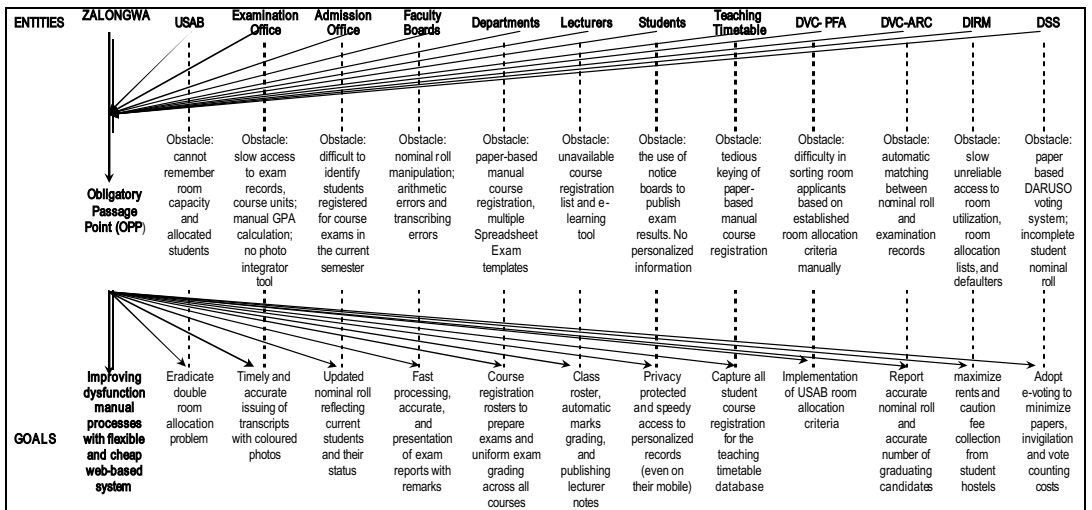 ENTITIES
ZALONGWA
USAB
Examination
Office
Admission
Office
Faculty
Boards
Departments
Lecturers
Students
Teaching
Timetable
DVC- PFA
DVC-ARC
DIRM
DSS
Obligatory
Passage
Point (OPP)
Obstacle:
cannot
remember
room
capacity
and
allocated
students
Obstacle:
slow access
to exam
records,
course units;
manual GPA
calculation;
no photo
integrator
tool
Obstacle:
difficult to
identify
students
registered
for course
exams in
the current
semester
Obstacle:
nominal roll
manipulation;
arithmetic
errors and
transcribing
errors
Obstacle:
paper-based
manual
course
registration,
multiple
Spreadsheet
Exam
templates
Obstacle:
unavailable
course
registration
list and e-
learning
tool
Obstacle:
the use of
notice
boards to
publish
exam
results. No
personalized
information
Obstacle:
tedious
keying of
paper-
based
manual
course
registration
Obstacle:
difficulty in
sorting room
applicants
based on
established
room allocation
criteria
manually
Obstacle:
automatic
matching
between
nominal roll
and
examination
records
Obstacle:
slow
unreliable
access to
room
utilization,
room
allocation
lists, and
defaulters
Obstacle:
paper
based
DARUSO
voting
system;
incomplete
student
nominal
roll
GOALS
Improving
dysfunction
manual
processes
with flexible
and cheap
web-based
system
Eradicate
double
room
allocation
problem
Timely and
accurate
issuing of
transcripts
with coloured
photos
Updated
nominal roll
reflecting
current
students
and their
status
Fast
processing,
accurate,
and
presentation
of exam
reports with
remarks
Course
registration
rosters to
prepare
exams and
uniform exam
grading
across all
courses
Class
roster,
automatic
marks
grading,
and
publishing
lecturer
notes
Privacy
protected
and speedy
access to
personalized
records
(even on
their mobile)
Capture all
student
course
registration
for the
teaching
timetable
database
Implementation
of USAB room
allocation
criteria
Report
accurate
nominal roll
and
accurate
number of
graduating
candidates
maximize
rents and
caution
fee
collection
from
student
hostels
Adopt
e-voting to
minimize
papers,
invigilation
and vote
counting
costs